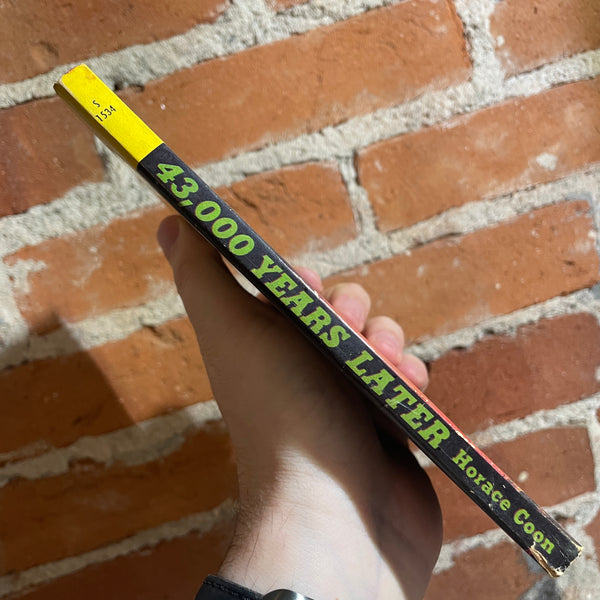 S
1534
43,000 YEARS LATER Horace Coon